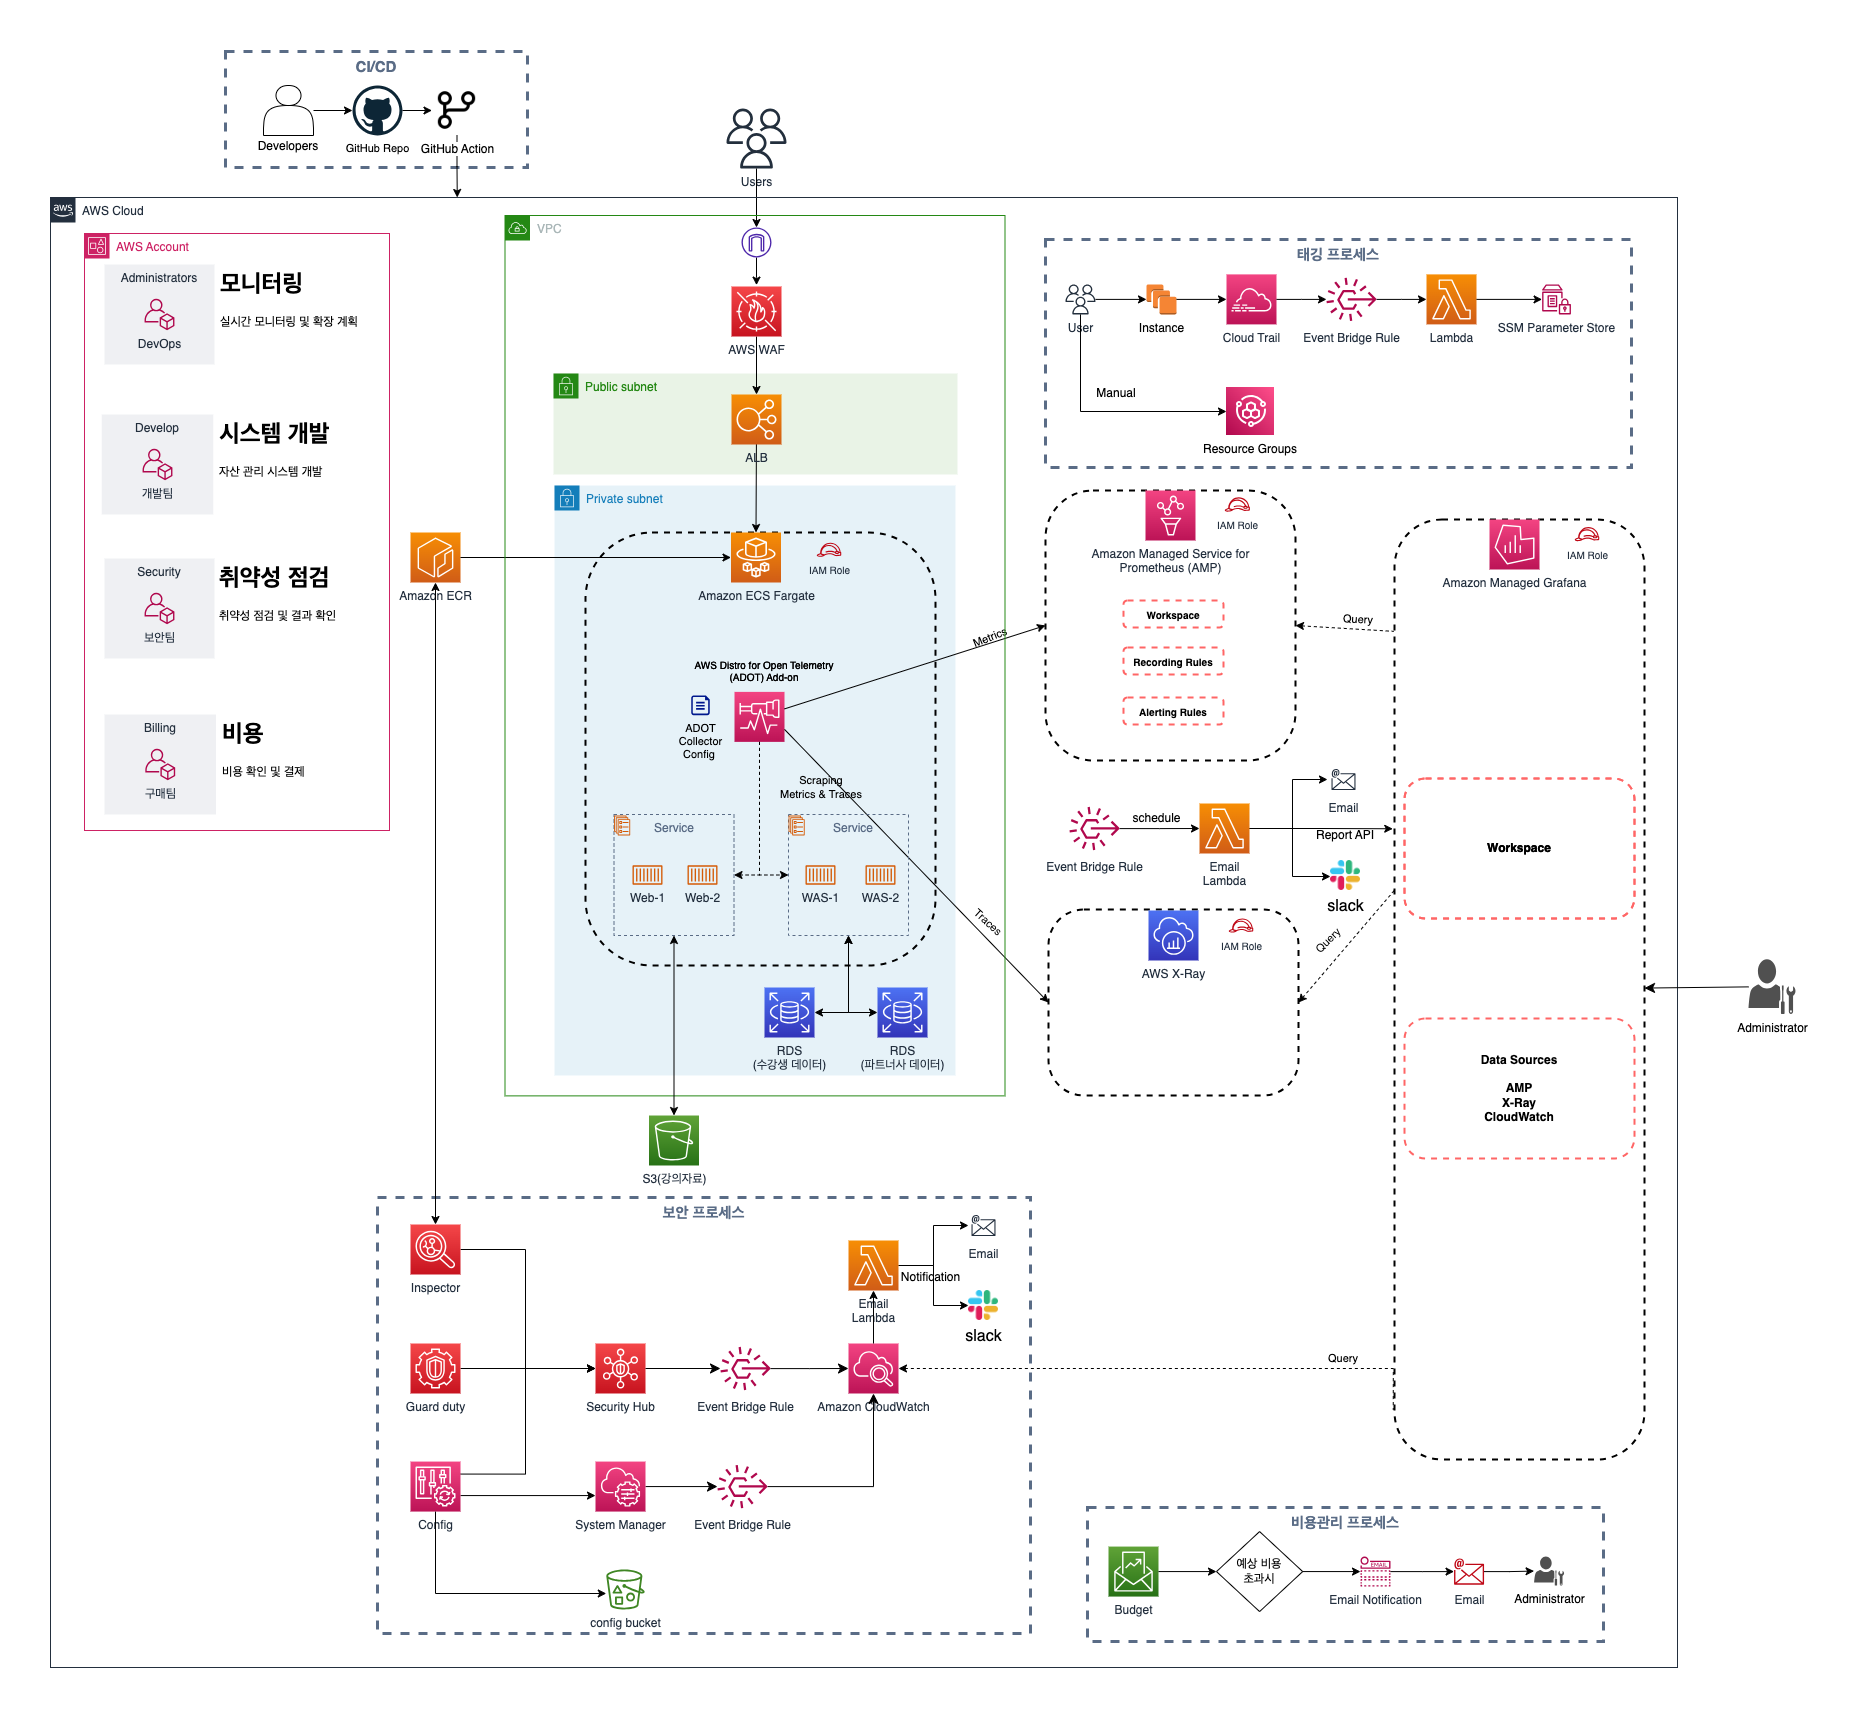 CI/CD
Developers
GitHub Repo
GitHub Action
Users
aws
AWS Cloud
AWS Account
Administrators
DevOps
모니터링
실시간 모니터링 및 확장 계획
Develop
개발팀
시스템 개발
자산 관리 시스템 개발
Security
보안팀
취약성 점검
취약성 점검 및 결과 확인
Billing
구매팀
비용
비용 확인 및 결제
VPC
AWS WAF
Public subnet
ALB
Private subnet
Amazon ECR
Amazon ECS Fargate
IAM Role
AWS Distro for Open Telemetry
(ADOT) Add-on
ADOT
Collector
Config
Metrics
Scraping
Metrics & Traces
Traces
Service
Web-1
Web-2
Service
WAS-1
WAS-2
RDS
(수강생 데이터)
RDS
(파트너사 데이터)
S3(강의자료)
태깅 프로세스
User
Instance
Cloud Trail
Event Bridge Rule
Lambda
SSM Parameter Store
Manual
Resource Groups
IAM Role
Amazon Managed Service for
Prometheus (AMP)
Workspace
Recording Rules
Alerting Rules
Query
IAM Role
Amazon Managed Grafana
Event Bridge Rule
schedule
Email
Lambda
Email
Report API
slack
Workspace
Query
IAM Role
AWS X-Ray
Data Sources
AMP
X-Ray
CloudWatch
Administrator
보안 프로세스
Inspector
Email
Lambda
Notification
Email
slack
Guard duty
Security Hub
Event Bridge Rule
Amazon CloudWatch
Query
Config
System Manager
Event Bridge Rule
config bucket
비용관리 프로세스
Budget
예상 비용
초과시
EMAIL
Email Notification
Email
Administrator